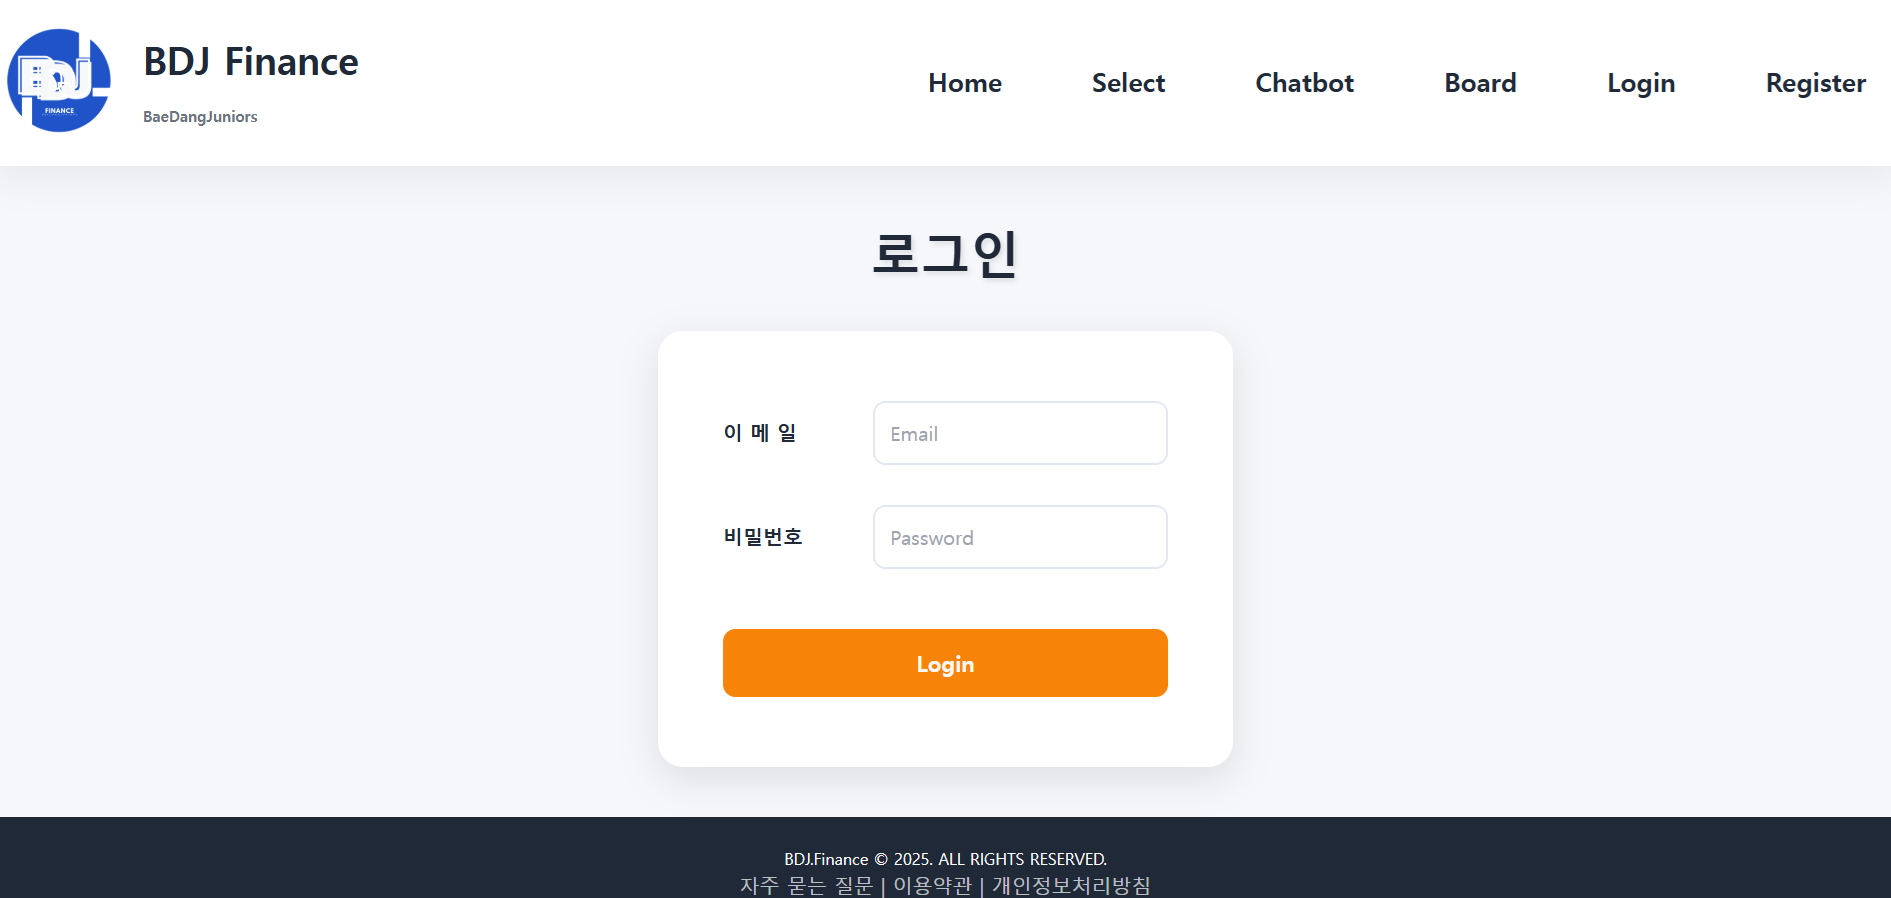 BDJ
FINANCE
BDJ Finance
BaeDangJuniors
Home Select Chatbot Board Login Register
로그인
이 메 일 Email
비밀번호 Password
Login
BDJ.Finance © 2025. ALL RIGHTS RESERVED.
자주 묻는 질문 | 이용약관 | 개인정보처리방침